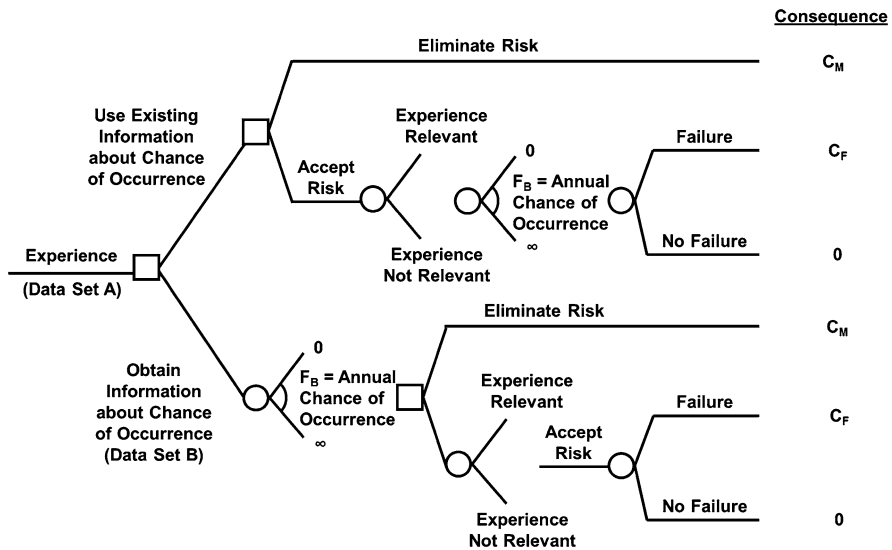 Consequence
Eliminate Risk
C_M
Use Existing
Information
about Chance
of Occurrence
Experience
Relevant
Failure
C_F
Accept
Risk
0
F_B = Annual
Chance of
Occurrence
∞
Experience
Not Relevant
No Failure
0
Experience
(Data Set A)
Eliminate Risk
C_M
Obtain
Information
about Chance
of Occurrence
(Data Set B)
0
F_B = Annual
Chance of
Occurrence
∞
Experience
Relevant
Failure
C_F
Accept
Risk
Experience
Not Relevant
No Failure
0